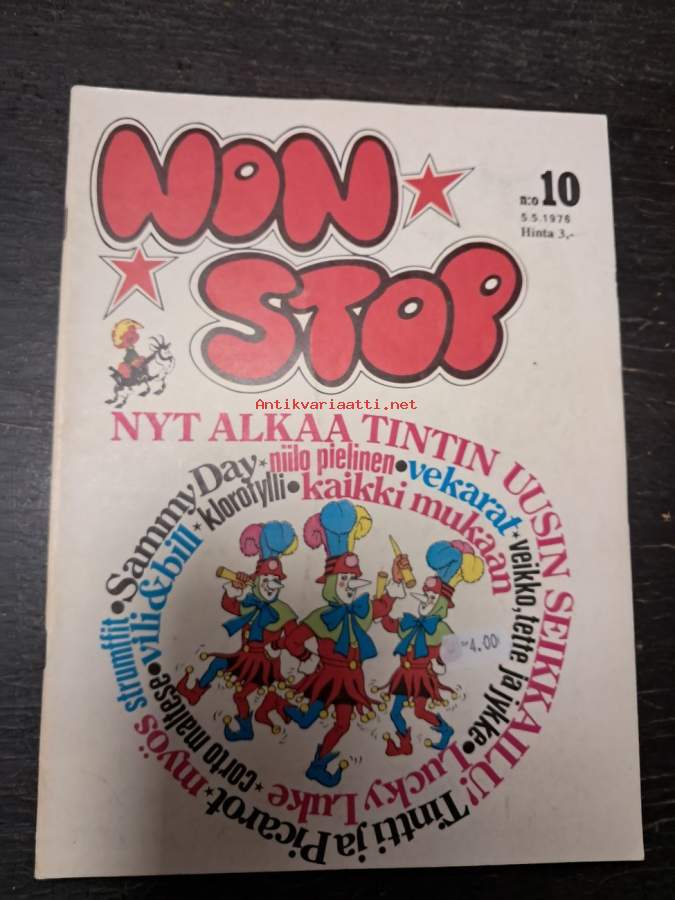 NON
STOP
n:o 10
5.5.1976
Hinta 3,-
Antikvariaatti.net
NYT ALKAA TINTIN UUSIN SEIKKAILU! Tintti ja Picarot • myös
strumffit • Sammy Day * niilo pielinen • vekarat * veikko, tette ja jykke • Lucky Luke * corto maltese •
vili & bill * klorofylli • kaikki mukaan
4.00